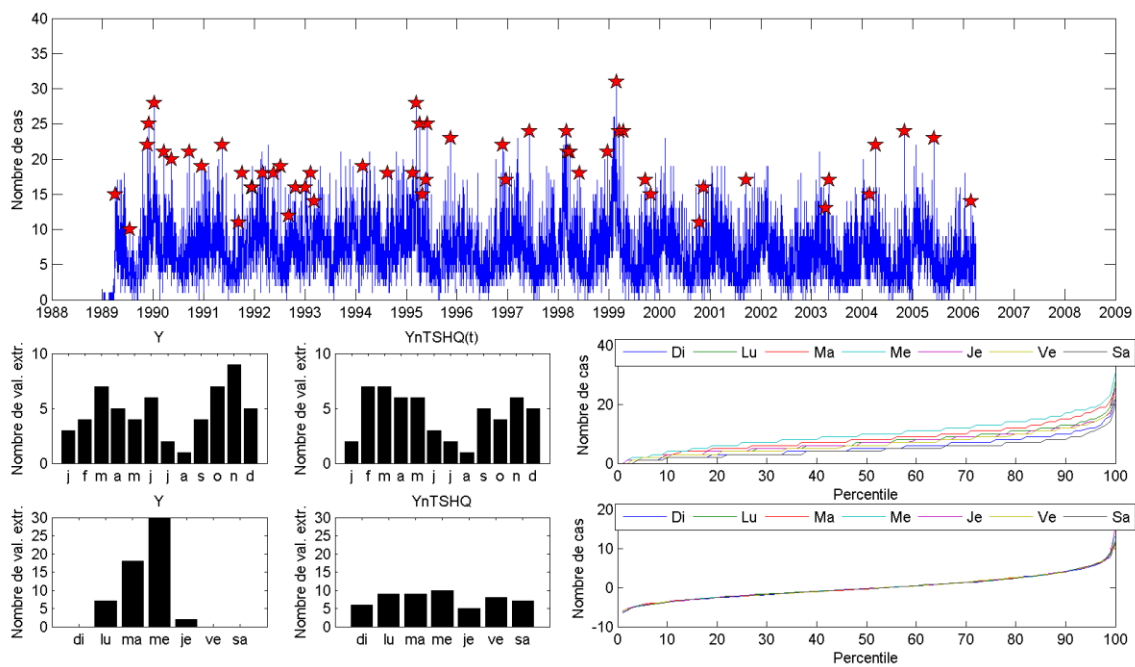 40
35
30
25
20
15
10
5
0
Nombre de cas
1988 1989 1990 1991 1992 1993 1994 1995 1996 1997 1998 1999 2000 2001 2002 2003 2004 2005 2006 2007 2008 2009
Y
10
5
0
Nombre de val. extr.
j f m a m j j a s o n d
YnTSHQ(t)
10
5
0
Nombre de val. extr.
j f m a m j j a s o n d
Di Lu Ma Me Je Ve Sa
40
20
0
Nombre de cas
0 10 20 30 40 50 60 70 80 90 100
Percentile
Y
30
25
20
15
10
5
0
Nombre de val. extr.
di lu ma me je ve sa
YnTSHQ
30
25
20
15
10
5
0
Nombre de val. extr.
di lu ma me je ve sa
Di Lu Ma Me Je Ve Sa
20
10
0
-10
Nombre de cas
0 10 20 30 40 50 60 70 80 90 100
Percentile